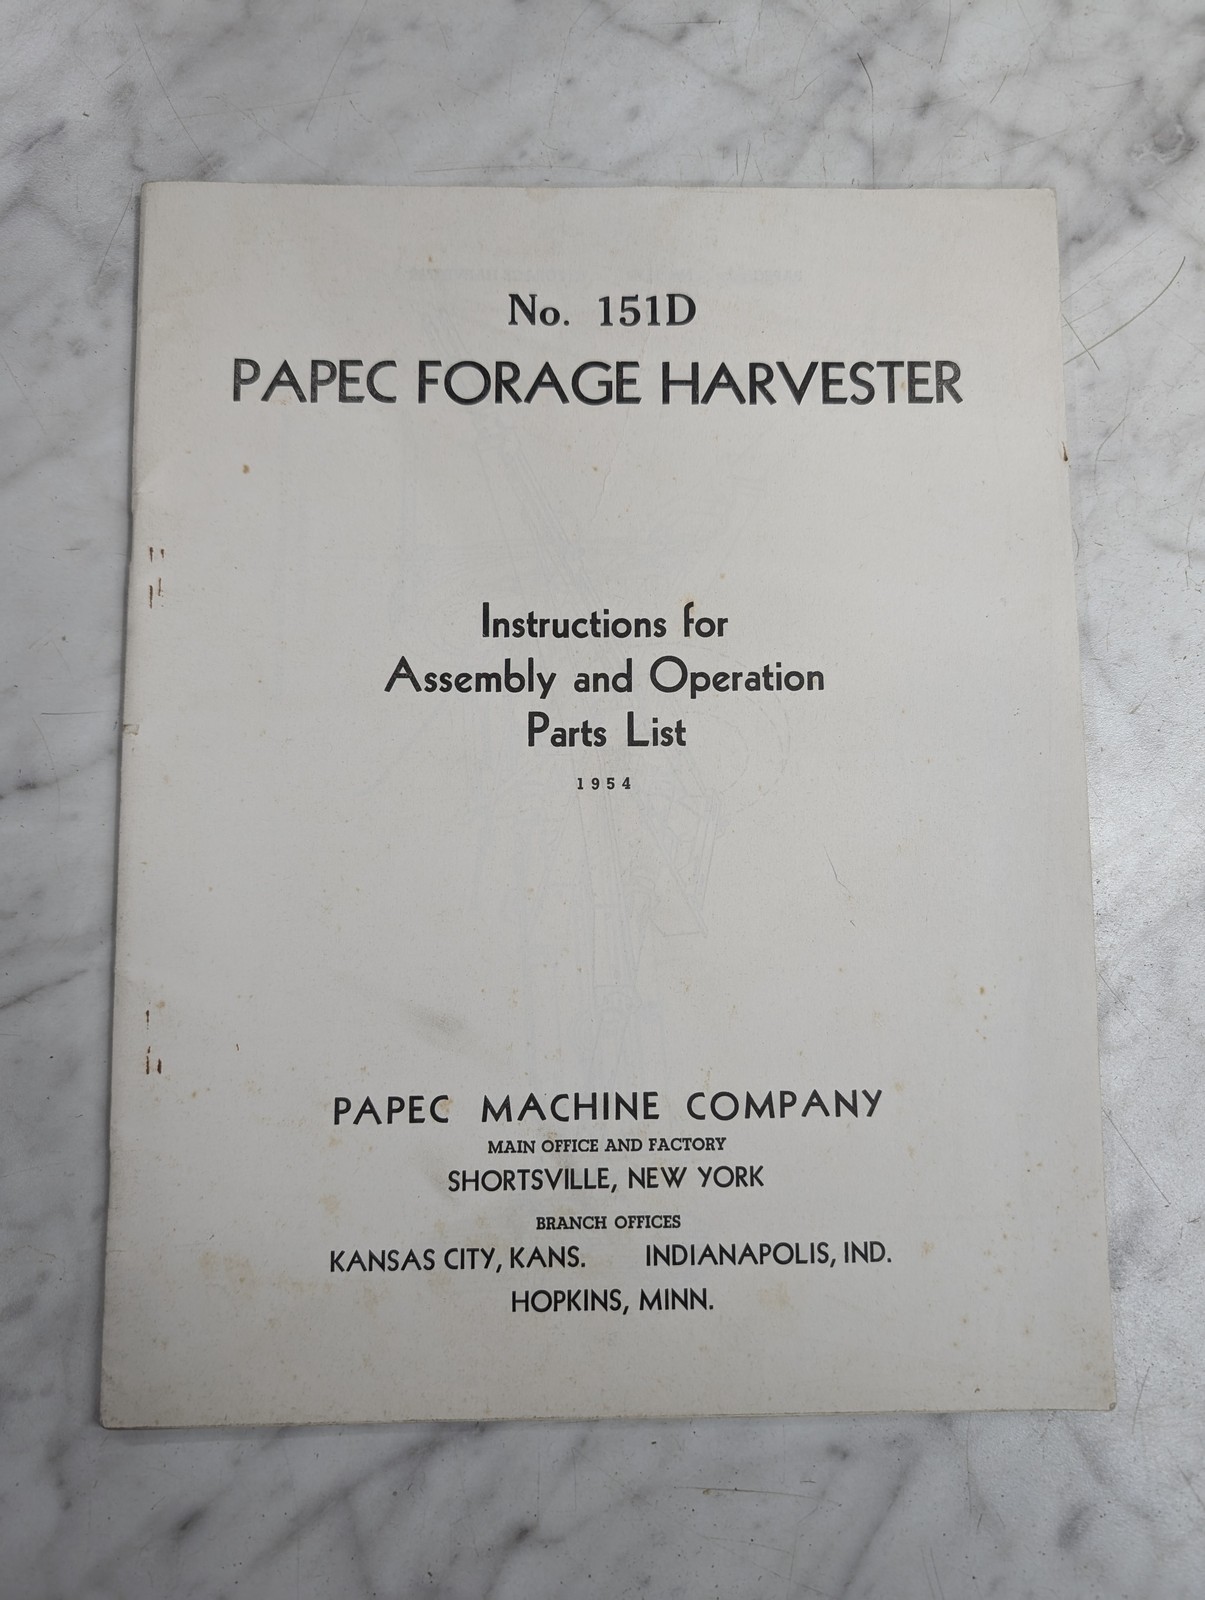 No. 151D
PAPEC FORAGE HARVESTER
Instructions for
Assembly and Operation
Parts List
1954
PAPEC MACHINE COMPANY
MAIN OFFICE AND FACTORY
SHORTSVILLE, NEW YORK
BRANCH OFFICES
KANSAS CITY, KANS. INDIANAPOLIS, IND.
HOPKINS, MINN.